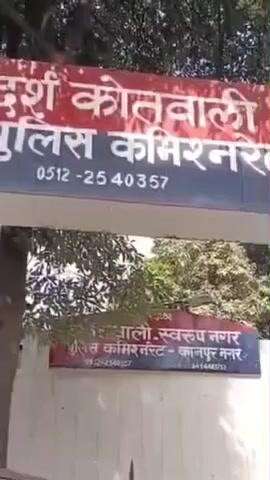 दर्श कोतवाली
पुलिस कमिश्नरेट
0512-2540357
स्वरूप नगर
पुलिस कमिश्नरेट - कानपुर नगर